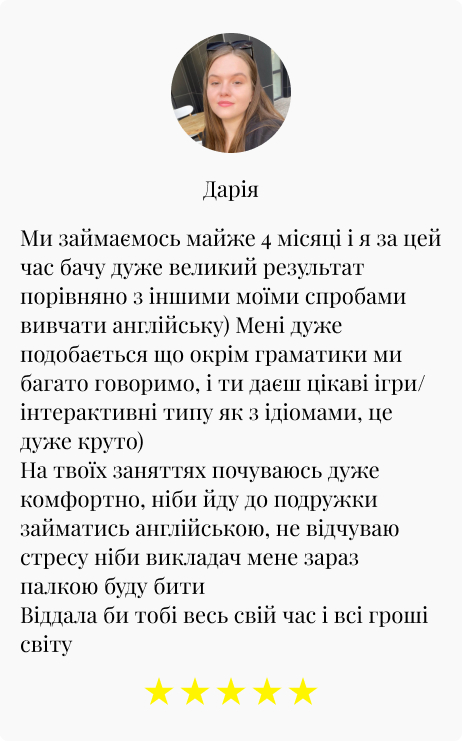 Дарія
Ми займаємось майже 4 місяці і я за цей
час бачу дуже великий результат
порівняно з іншими моїми спробами
вивчати англійську) Мені дуже
подобається що окрім граматики ми
багато говоримо, і ти даєш цікаві ігри/
інтерактивні типу як з ідіомами, це
дуже круто)
На твоїх заняттях почуваюсь дуже
комфортно, ніби йду до подружки
займатись англійською, не відчуваю
стресу ніби викладач мене зараз
палкою буду бити
Віддала би тобі весь свій час і всі гроші
світу